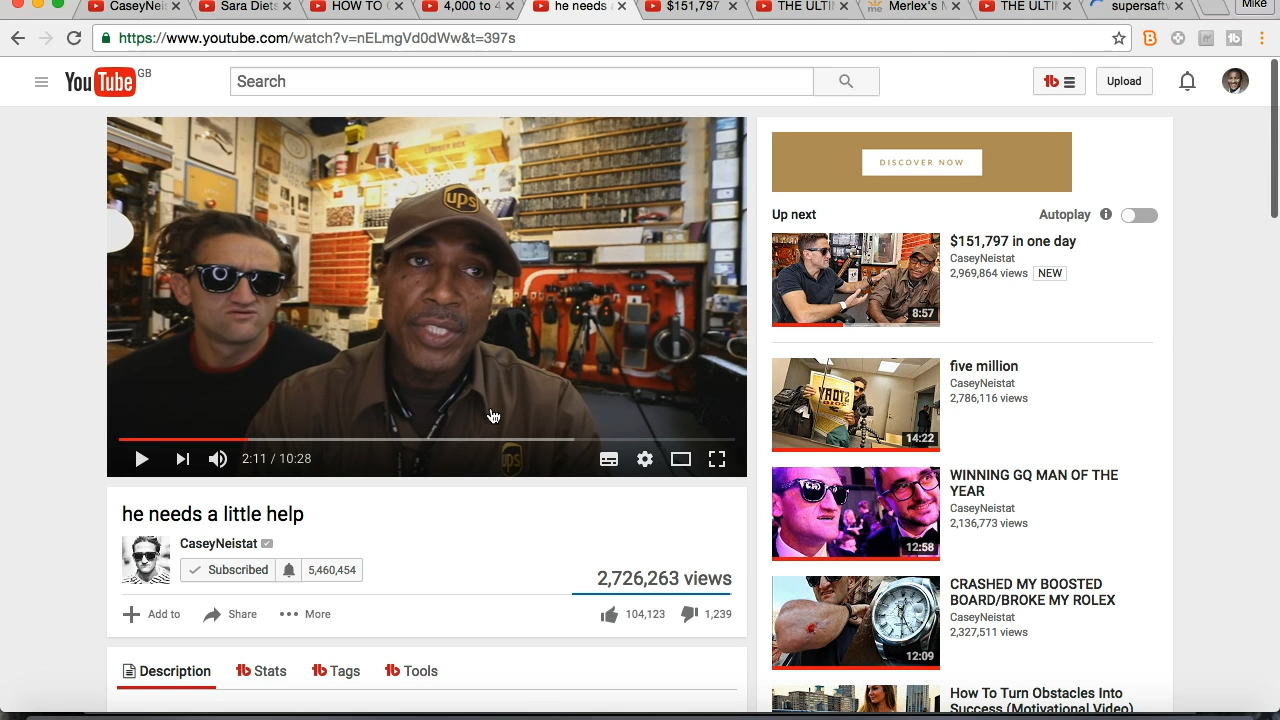 CaseyNei
Sara Diets
HOW TO
4,000 to 4
he needs
$151,797
THE ULTI
Merlex's
THE ULTI
supersaftv
Mike
https://www.youtube.com/watch?v=nELmgVd0dWw&t=397s
YouTube GB
Search
Upload
LUMBER BOX
ups
ups
2:11 / 10:28
DISCOVER NOW
Up next
Autoplay
$151,797 in one day
CaseyNeistat
2,969,864 views NEW
8:57
five million
CaseyNeistat
2,786,116 views
14:22
WINNING GQ MAN OF THE
YEAR
CaseyNeistat
2,136,773 views
12:58
CRASHED MY BOOSTED
BOARD/BROKE MY ROLEX
CaseyNeistat
2,327,511 views
12:09
How To Turn Obstacles Into
Success (Motivational Video)
he needs a little help
CaseyNeistat
Subscribed 5,460,454
2,726,263 views
Add to Share More
104,123 1,239
Description
Stats
Tags
Tools